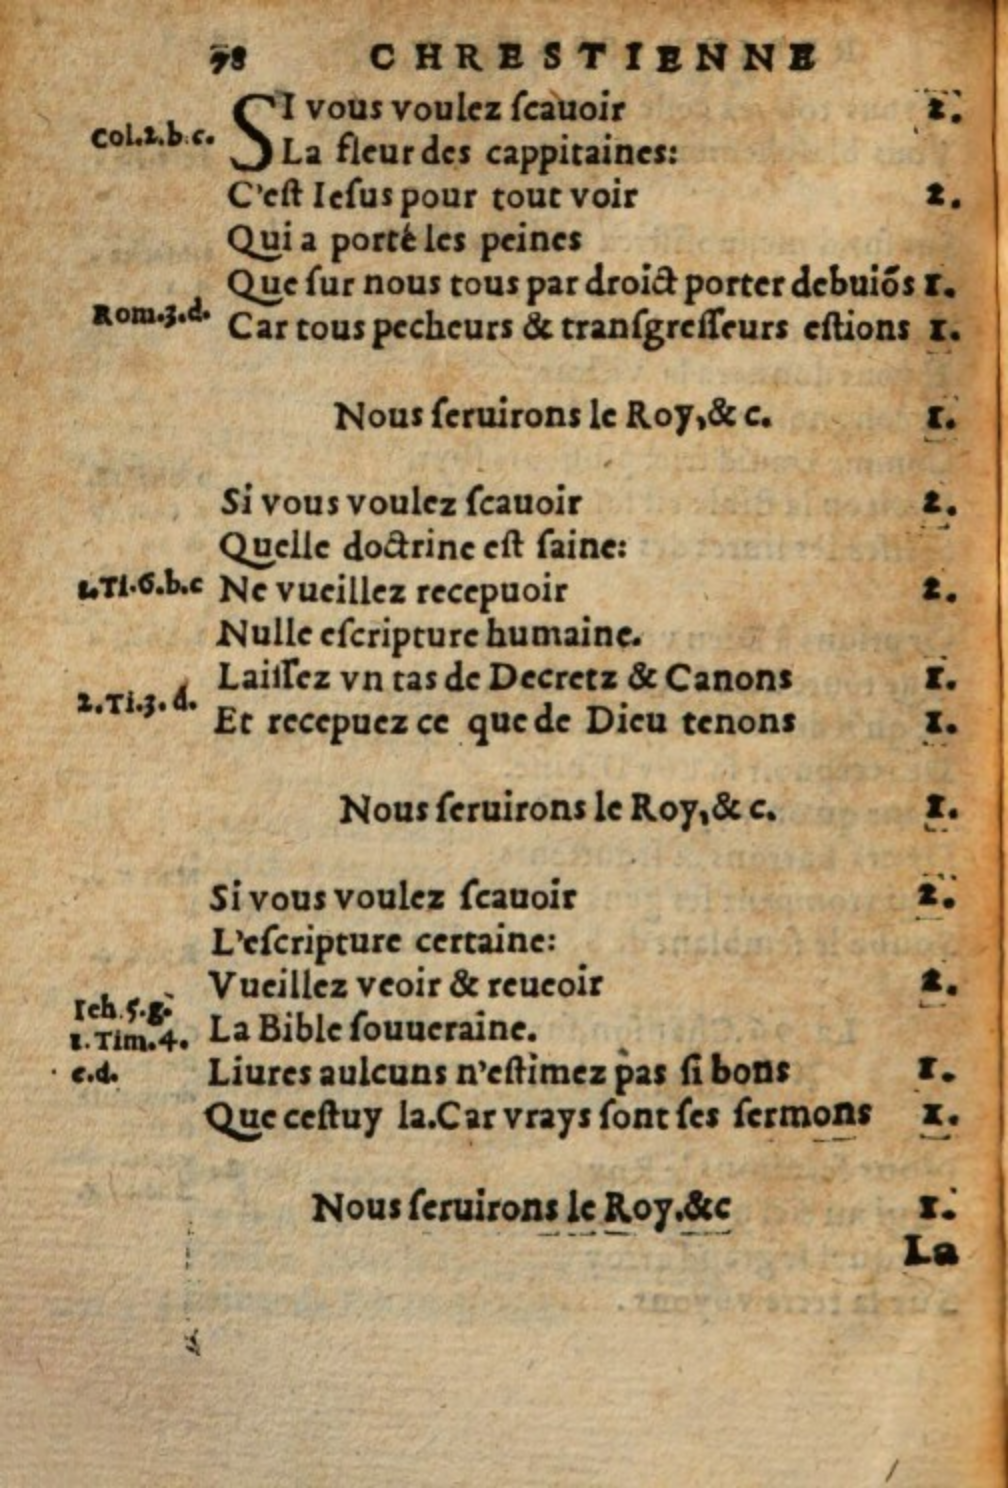 98 CHRESTIENNE
SI vous voulez ſcauoir 2.
Col.2.b.c.
La fleur des cappitaines:
C'eſt Ieſus pour tout voir 2.
Qui a porté les peines
Que ſur nous tous par droict porter debuiõs 1.
Rom.3.d.
Car tous pecheurs & tranſgreſſeurs eſtions 1.
Nous ſeruirons le Roy,& c. 1.
Si vous voulez ſcauoir 2.
Quelle doctrine eſt ſaine:
1.Ti.6.b.c Ne vueillez recepuoir 2.
Nulle eſcripture humaine.
Laiſſez vn tas de Decretz & Canons 1.
2.Ti.3.d.
Et recepuez ce que de Dieu tenons 1.
Nous ſeruirons le Roy,& c. 1.
Si vous voulez ſcauoir 2.
L'eſcripture certaine:
Vueillez veoir & reueoir 2.
Ieh.5.g.
La Bible ſouueraine.
1.Tim.4.
e.d. Liures aulcuns n'eſtimez pas ſi bons 1.
Que ceſtuy la.Car vrays ſont ſes ſermons 1.
Nous ſeruirons le Roy.&c 1.
La